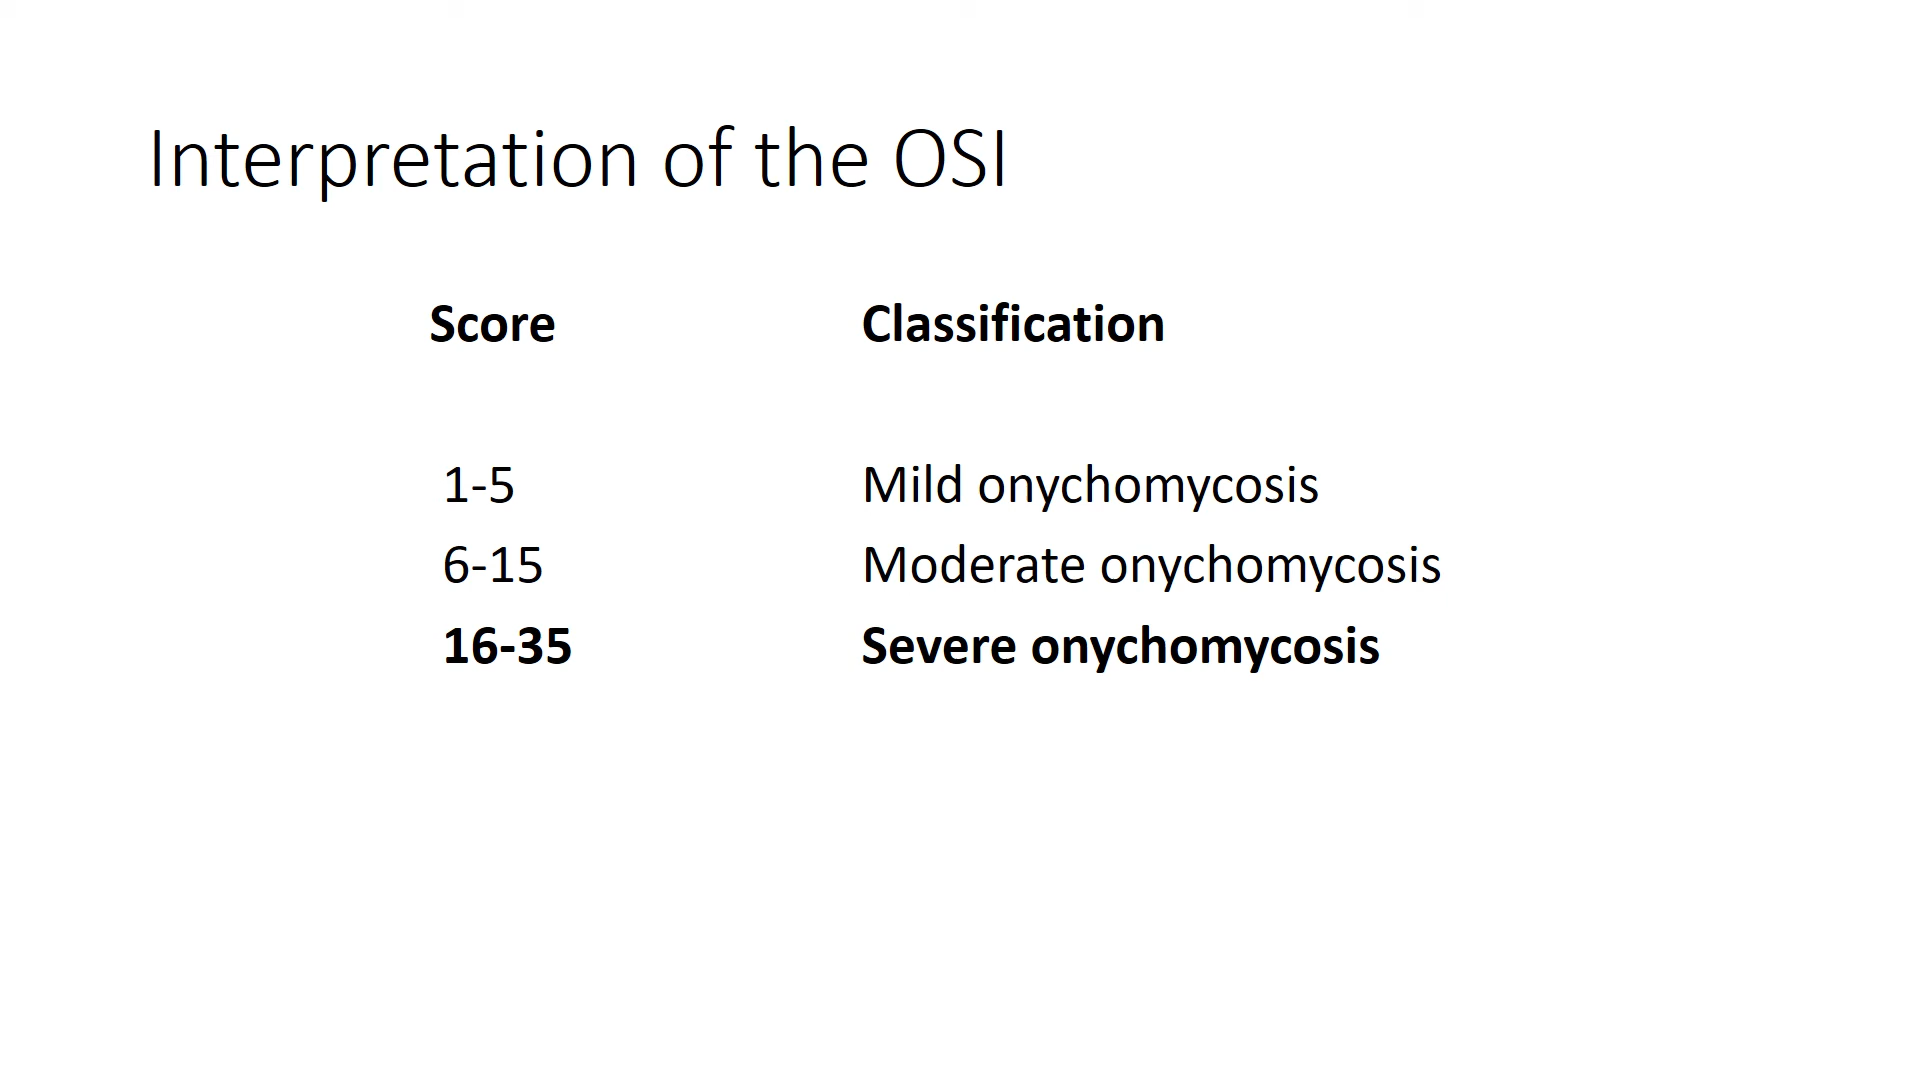 Interpretation of the OSI
Score Classification
1-5 Mild onychomycosis
6-15 Moderate onychomycosis
16-35 Severe onychomycosis